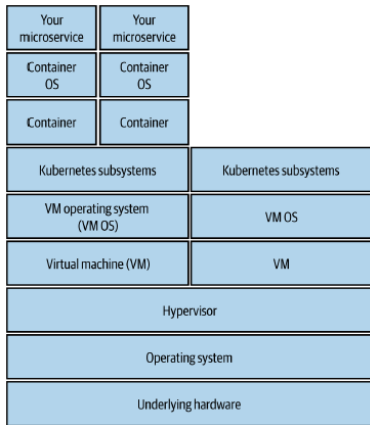 Your
microservice
Your
microservice
Container
OS
Container
OS
Container
Container
Kubernetes subsystems
Kubernetes subsystems
VM operating system
(VM OS)
VM OS
Virtual machine (VM)
VM
Hypervisor
Operating system
Underlying hardware